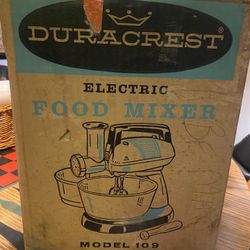 DURACREST®
ELECTRIC
FOOD MIXER
MODEL 109